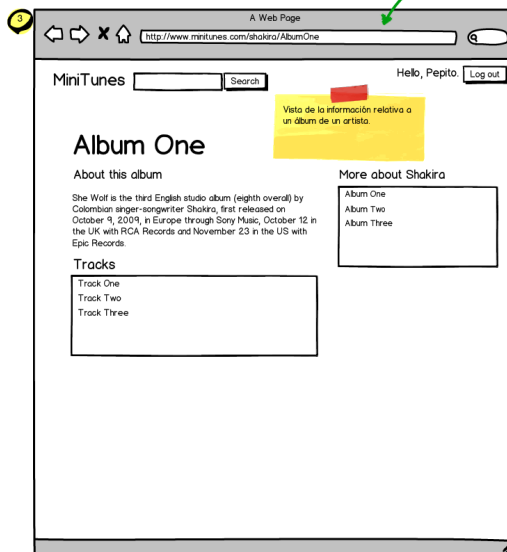 3
A Web Page
http://www.minitunes.com/shakira/AlbumOne
MiniTunes
Search
Hello, Pepito.
Log out
Vista de la información relativa a
un álbum de un artista.
Album One
About this album
She Wolf is the third English studio album (eighth overall) by
Colombian singer-songwriter Shakira, first released on
October 9, 2009, in Europe through Sony Music, October 12 in
the UK with RCA Records and November 23 in the US with
Epic Records.
More about Shakira
Album One
Album Two
Album Three
Tracks
Track One
Track Two
Track Three